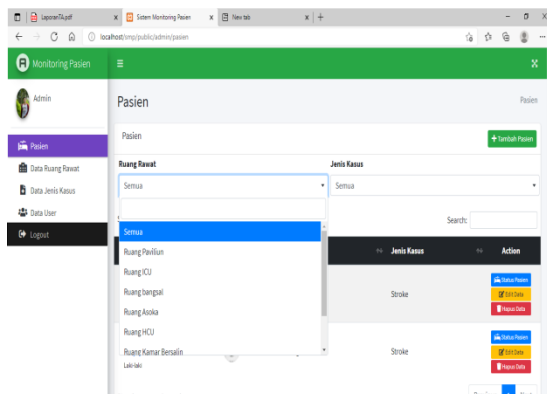 LaporanTA.pdf
Sistem Monitoring Pasien
New tab
localhost/smp/public/admin/pasien
Monitoring Pasien
Admin
Pasien
Data Ruang Rawat
Data Jenis Kasus
Data User
Logout
Pasien
Pasien
Pasien
Tambah Pasien
Ruang Rawat
Jenis Kasus
Semua
Semua
Search:
Semua
Ruang Paviliun
Ruang ICU
Ruang bangsal
Ruang Asoka
Ruang HCU
Ruang Kamar Bersalin
Jenis Kasus
Action
Stroke
Status Pasien
Edit Data
Hapus Data
Stroke
Status Pasien
Edit Data
Hapus Data
Laki-laki